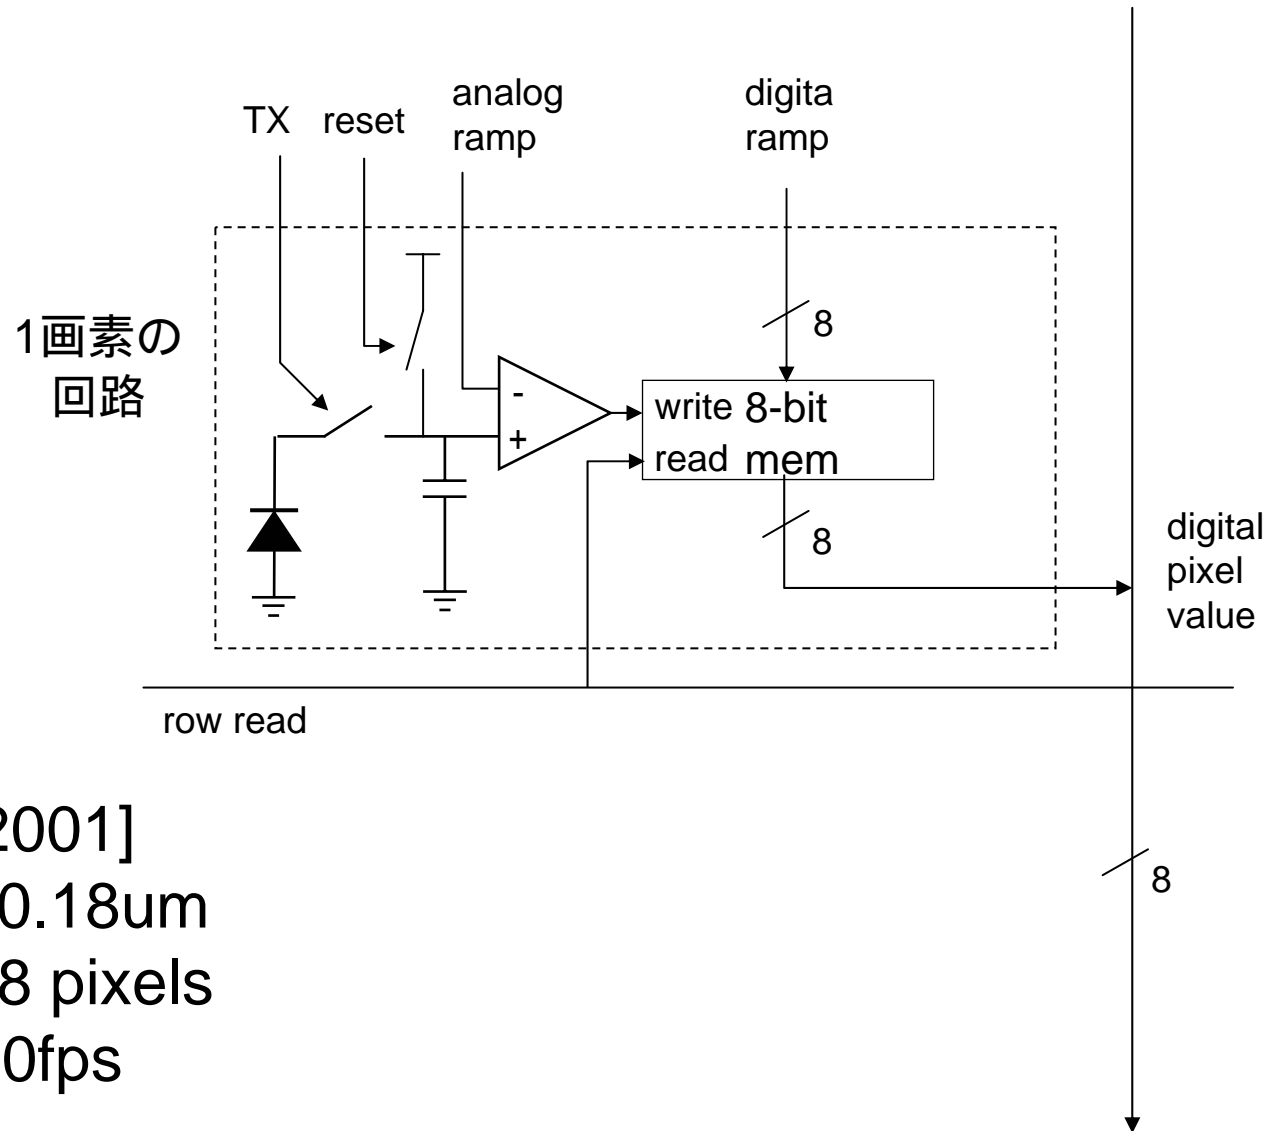 TX reset
analog
ramp
digita
ramp
1画素の
回路
8
-
+
write 8-bit
read mem
8
digital
pixel
value
row read
2001]
0.18um
8 pixels
0fps
8